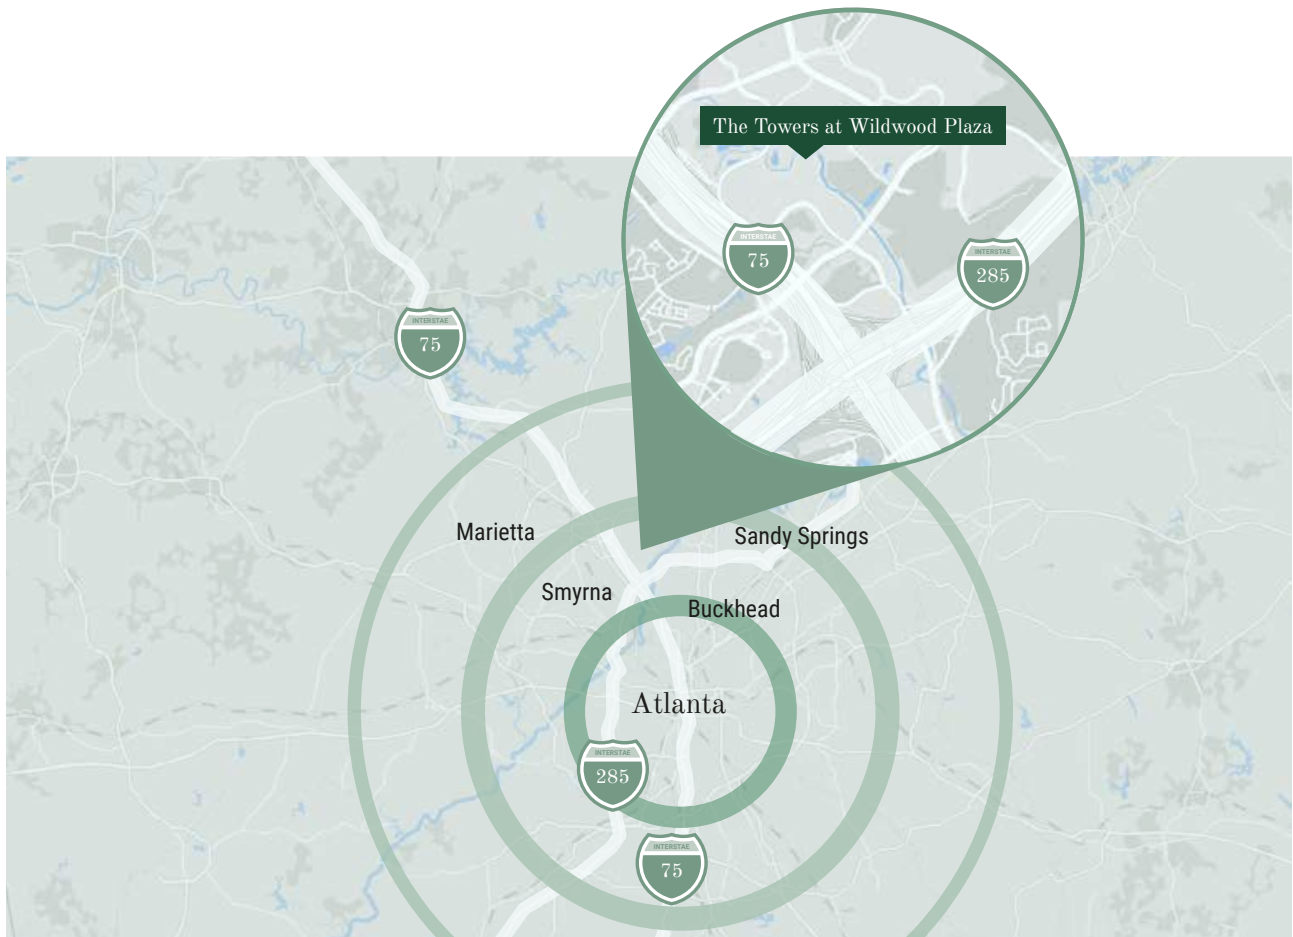 The Towers at Wildwood Plaza
INTERSTAE
75
INTERSTAE
285
INTERSTAE
75
Marietta
Sandy Springs
Smyrna
Buckhead
Atlanta
INTERSTAE
285
INTERSTAE
75